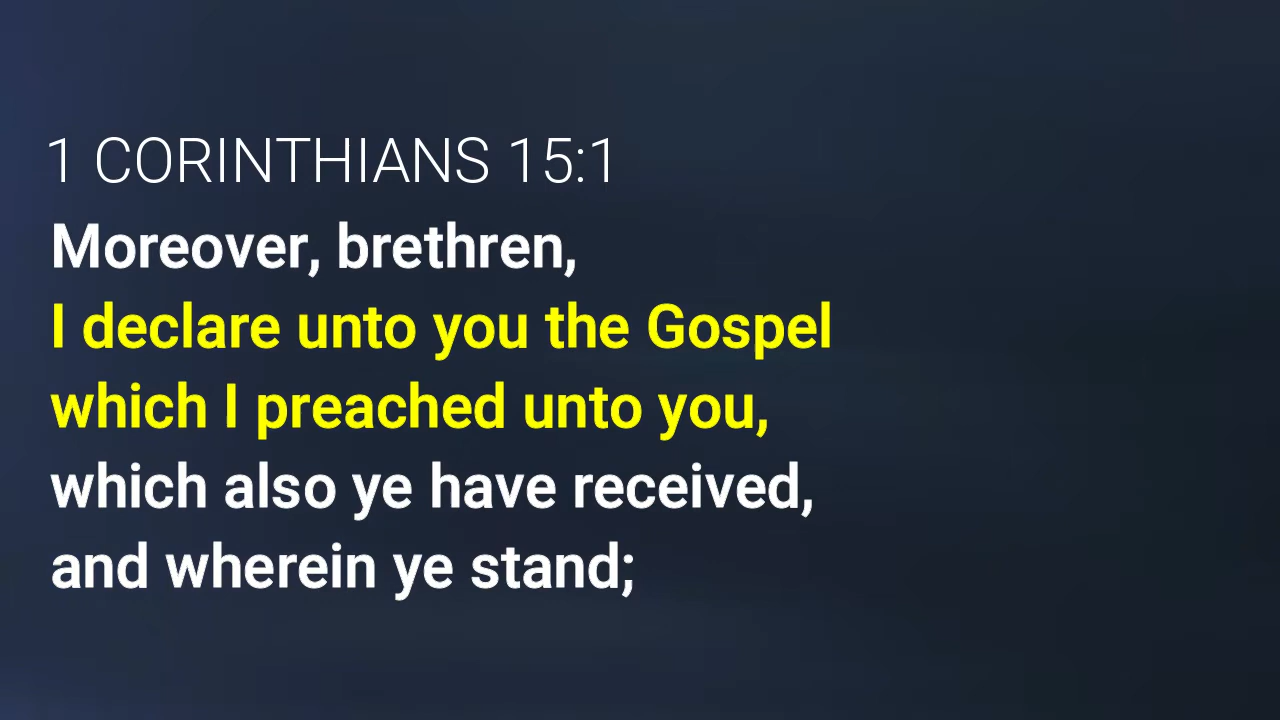 1 CORINTHIANS 15:1
Moreover, brethren,
I declare unto you the Gospel
which I preached unto you,
which also ye have received,
and wherein ye stand;